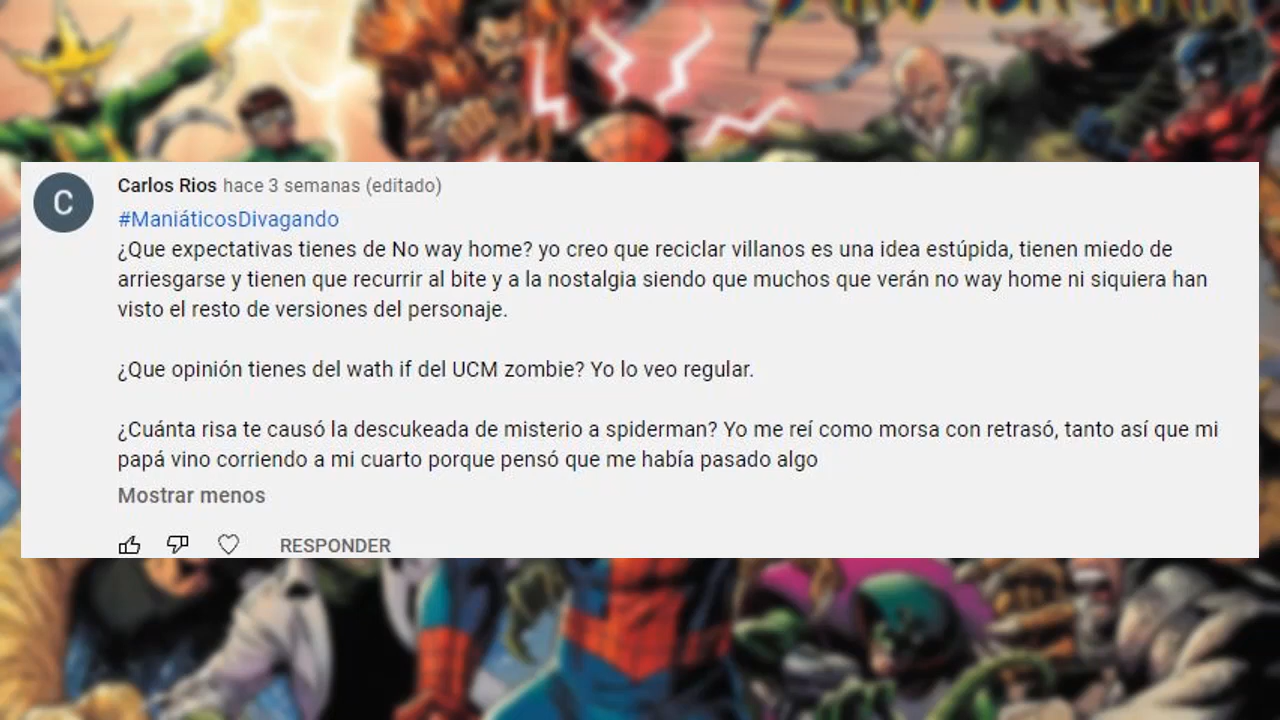 C
Carlos Rios hace 3 semanas (editado)
#ManiáticosDivagando
¿Que expectativas tienes de No way home? yo creo que reciclar villanos es una idea estúpida, tienen miedo de
arriesgarse y tienen que recurrir al bite y a la nostalgia siendo que muchos que verán no way home ni siquiera han
visto el resto de versiones del personaje.
¿Que opinión tienes del wath if del UCM zombie? Yo lo veo regular.
¿Cuánta risa te causó la descukeada de misterio a spiderman? Yo me reí como morsa con retrasó, tanto así que mi
papá vino corriendo a mi cuarto porque pensó que me había pasado algo
Mostrar menos
RESPONDER